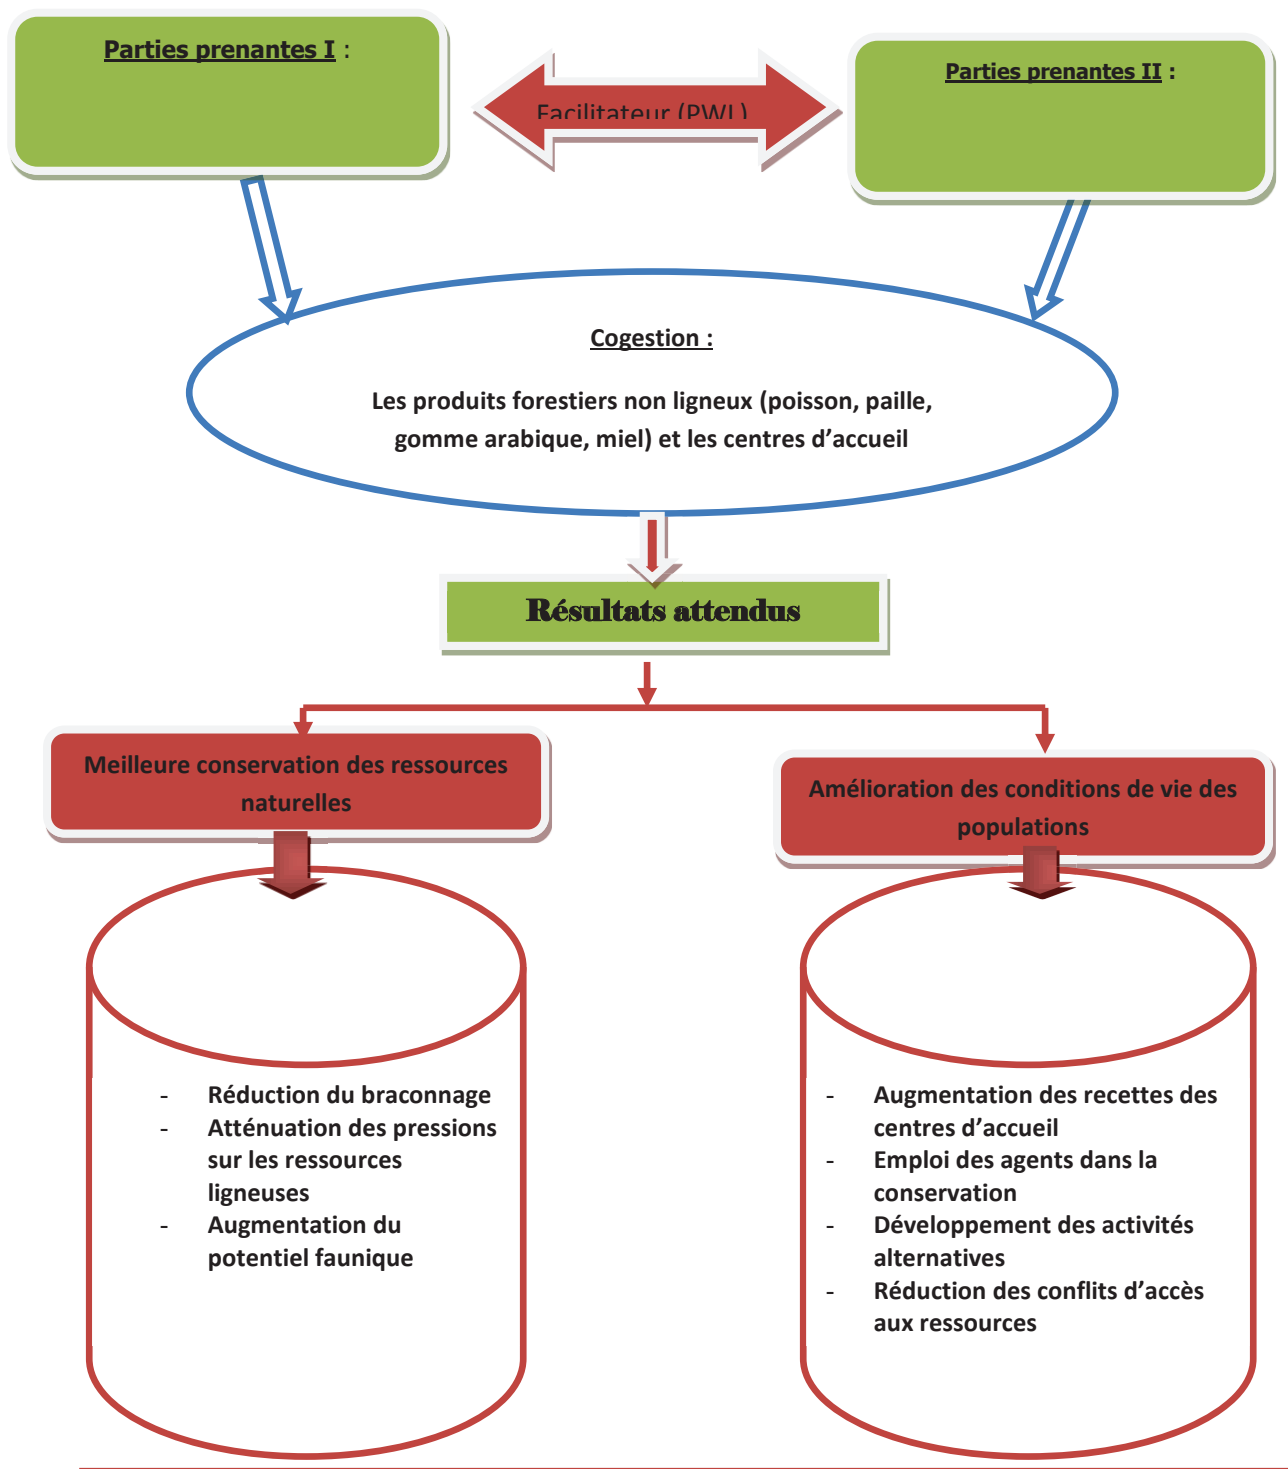 Parties prenantes I :
Parties prenantes II :
Facilitateur (PWL)
Cogestion :
Les produits forestiers non ligneux (poisson, paille,
gomme arabique, miel) et les centres d’accueil
Résultats attendus
Meilleure conservation des ressources
naturelles
Amélioration des conditions de vie des
populations
- Réduction du braconnage
- Atténuation des pressions
sur les ressources
ligneuses
- Augmentation du
potentiel faunique
- Augmentation des recettes des
centres d’accueil
- Emploi des agents dans la
conservation
- Développement des activités
alternatives
- Réduction des conflits d’accès
aux ressources